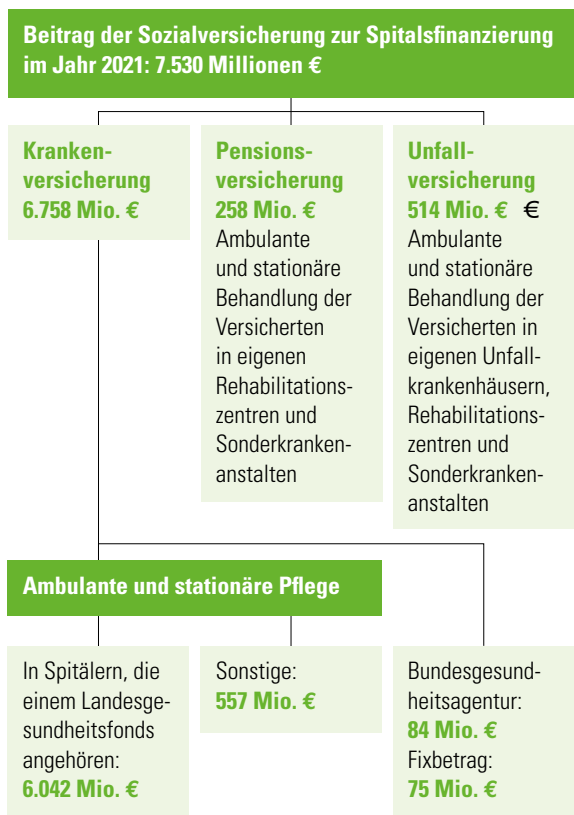 Beitrag der Sozialversicherung zur Spitalsfinanzierung
im Jahr 2021: 7.530 Millionen €
Kranken-
versicherung
6.758 Mio. €
Pensions-
versicherung
258 Mio. €
Ambulante
und stationäre
Behandlung der
Versicherten
in eigenen
Rehabilitations-
zentren und
Sonderkranken-
anstalten
Unfall-
versicherung
514 Mio. € €
Ambulante
und stationäre
Behandlung der
Versicherten in
eigenen Unfall-
krankenhäusern,
Rehabilitations-
zentren und
Sonderkranken-
anstalten
Ambulante und stationäre Pflege
In Spitälern, die
einem Landesge-
sundheitsfonds
angehören:
6.042 Mio. €
Sonstige:
557 Mio. €
Bundesgesund-
heitsagentur:
84 Mio. €
Fixbetrag:
75 Mio. €